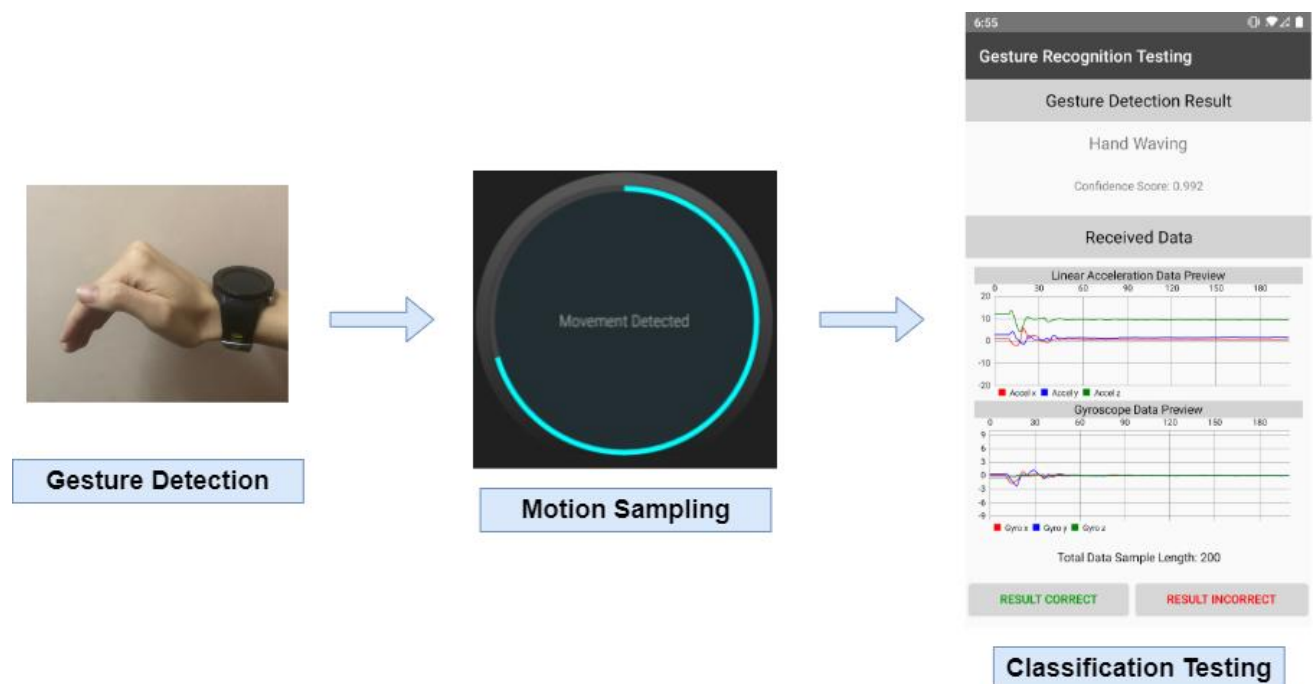 Gesture Detection
Movement Detected
Motion Sampling
6:55
Gesture Recognition Testing
Gesture Detection Result
Hand Waving
Confidence Score: 0.992
Received Data
Linear Acceleration Data Preview
0 30 60 90 120 150 180
20
10
0
-10
-20
Accel x Accel y Accel z
Gyroscope Data Preview
0 30 60 90 120 150 180
9
6
3
0
-3
-6
-9
Gyro x Gyro y Gyro z
Total Data Sample Length: 200
RESULT CORRECT RESULT INCORRECT
Classification Testing